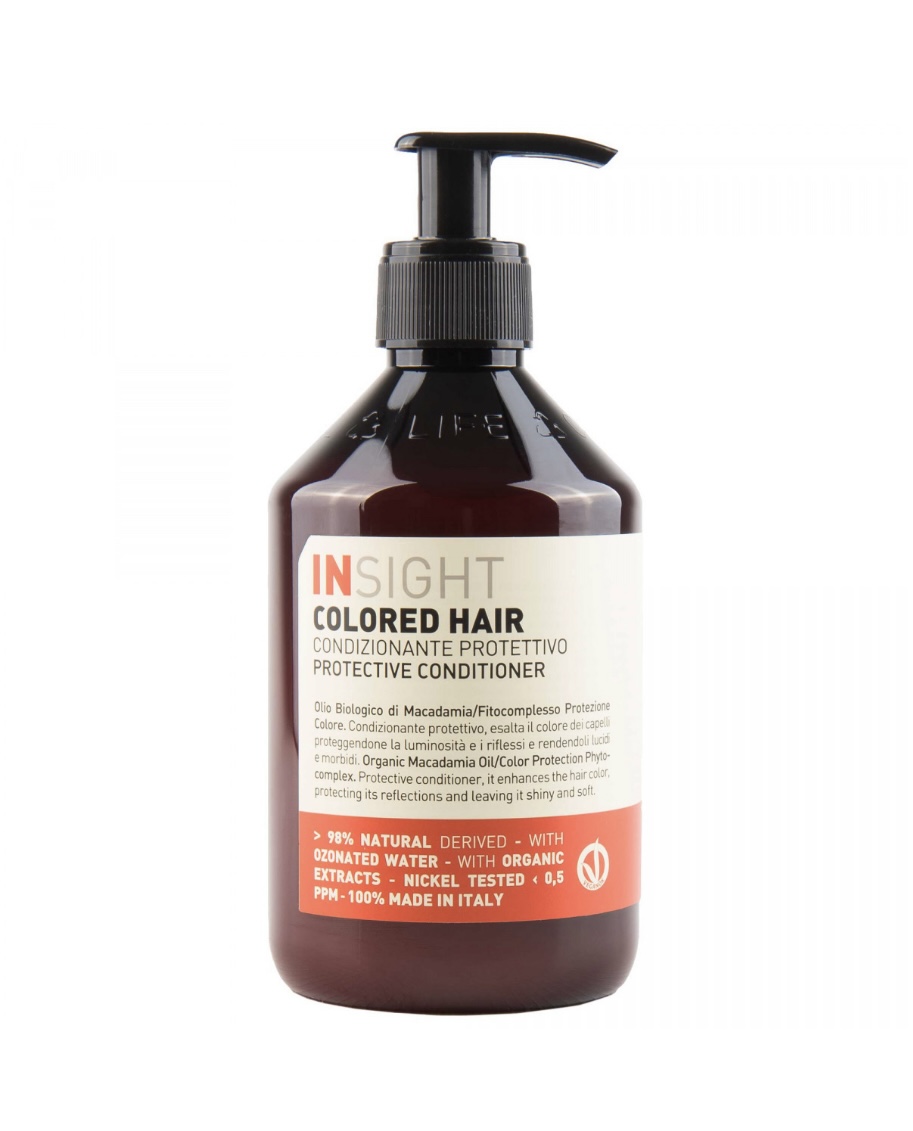 LIFE
INSIGHT
COLORED HAIR
CONDIZIONANTE PROTETTIVO
PROTECTIVE CONDITIONER
Olio Biologico di Macadamia/Fitocomplesso Protezione
Colore. Condizionante protettivo, esalta il colore dei capelli
proteggendone la luminosità e i riflessi e rendendoli lucidi
e morbidi. Organic Macadamia Oil/Color Protection Phyto-
complex. Protective conditioner, it enhances the hair color,
protecting its reflections and leaving it shiny and soft.
> 98% NATURAL DERIVED - WITH
OZONATED WATER - WITH ORGANIC
EXTRACTS - NICKEL TESTED < 0,5
PPM - 100% MADE IN ITALY